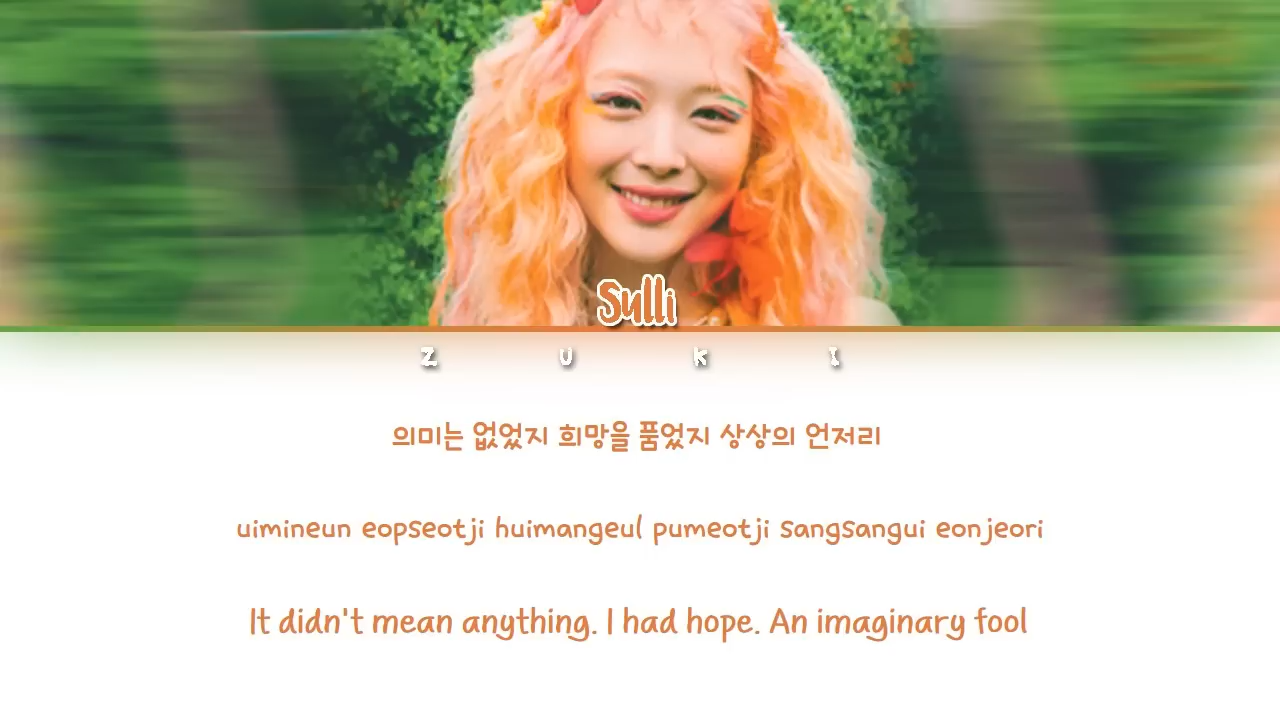 Sulli
Z U K I
의미는 없었지 희망을 품었지 상상의 언저리
uimineun eopseotji huimangeul pumeotji sangsangui eonjeori
It didn't mean anything. I had hope. An imaginary fool